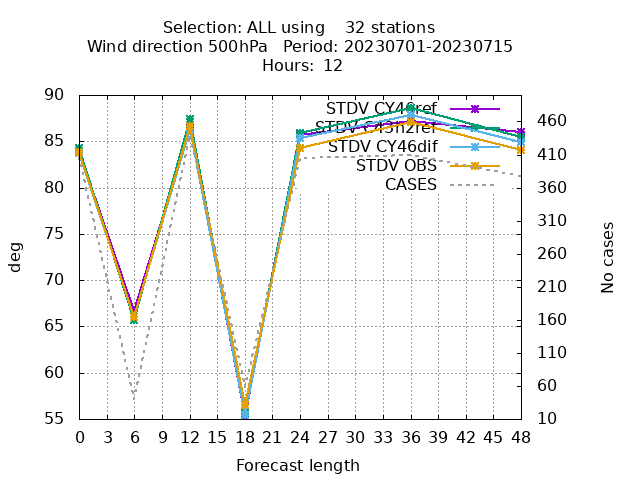 Selection: ALL using    32 stations
Wind direction 500hPa   Period: 20230701-20230715
Hours:  12
90
85
80
75
70
65
60
55
deg
460
410
360
310
260
210
160
110
60
10
No cases
STDV CY46ref
STDV CY43h2ref
STDV CY46dif
STDV OBS
CASES
0 3 6 9 12 15 18 21 24 27 30 33 36 39 42 45 48
Forecast length